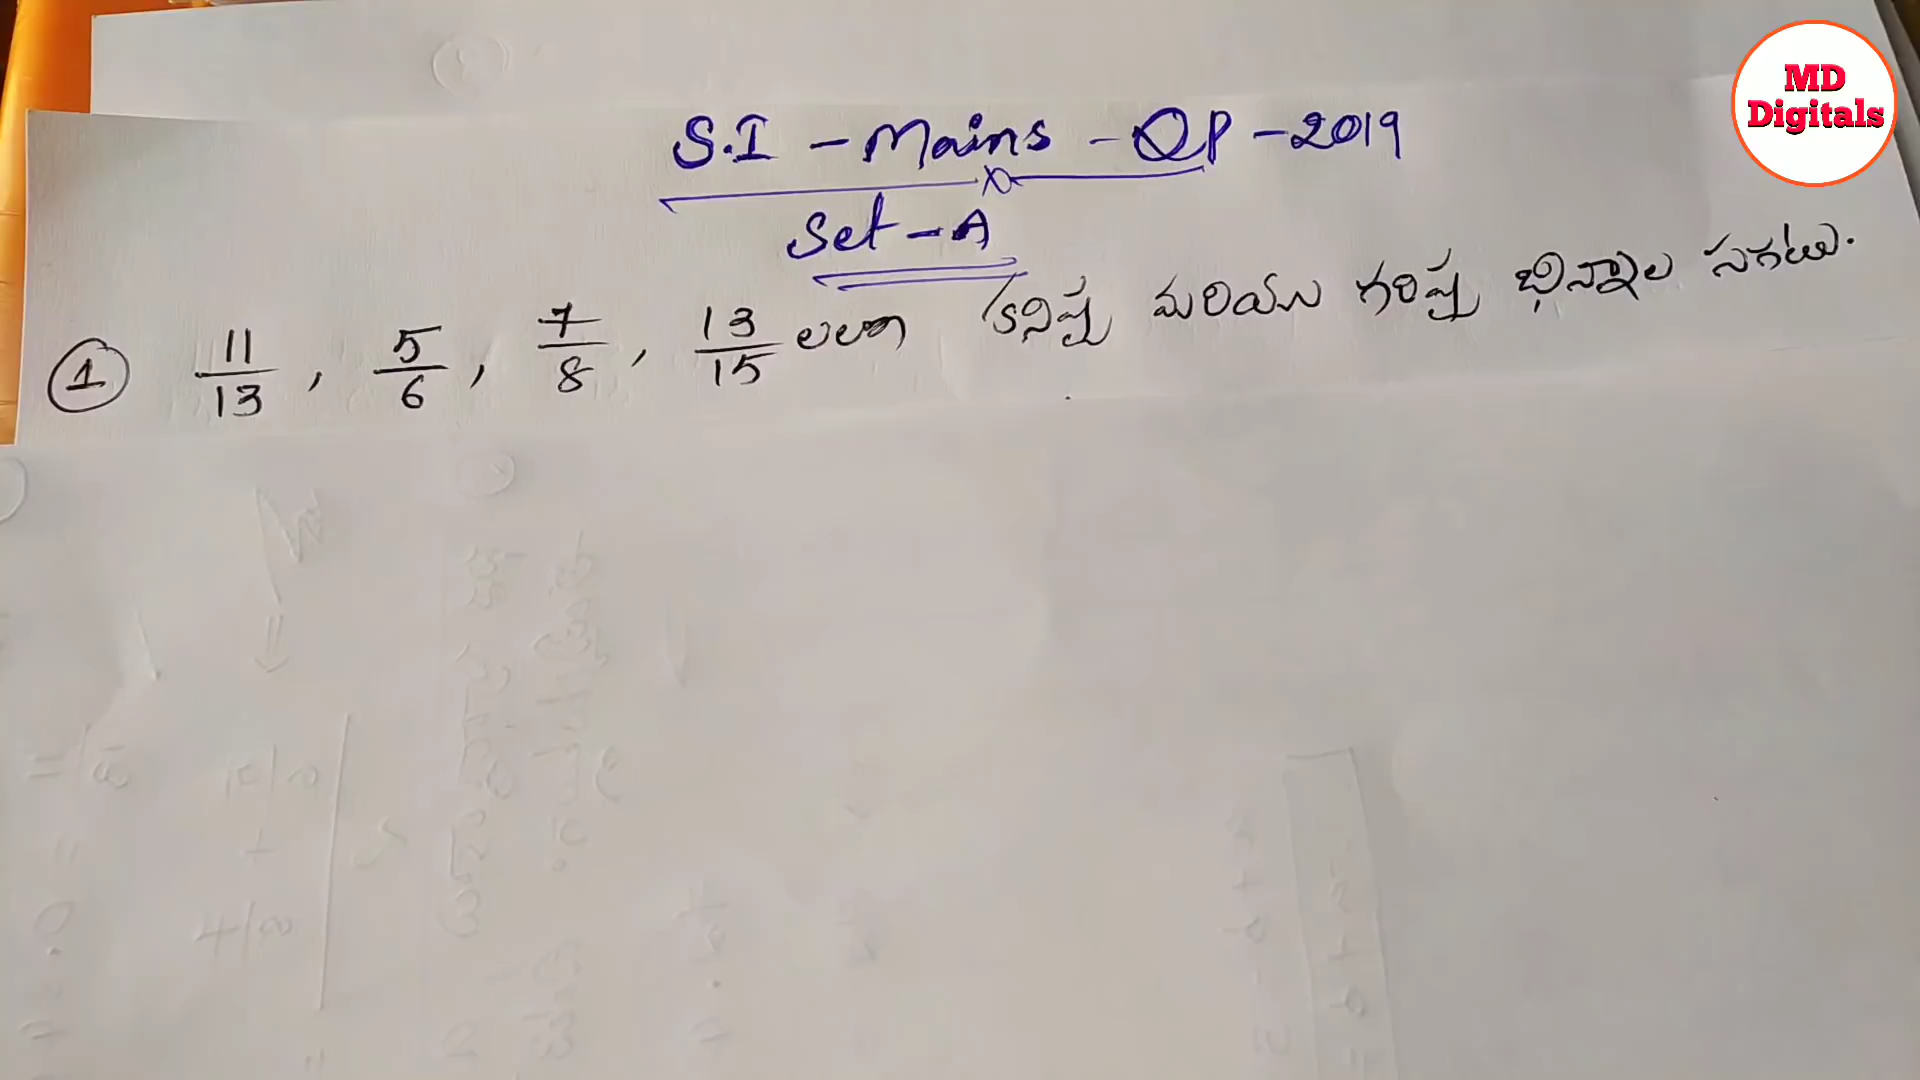 MD
Digitals
S.I - Mains - QP - 2019
Set - A
① 11/13, 5/6, 7/8, 13/15 లలో కనిష్ట మరియు గరిష్ట భిన్నాల సగటు.